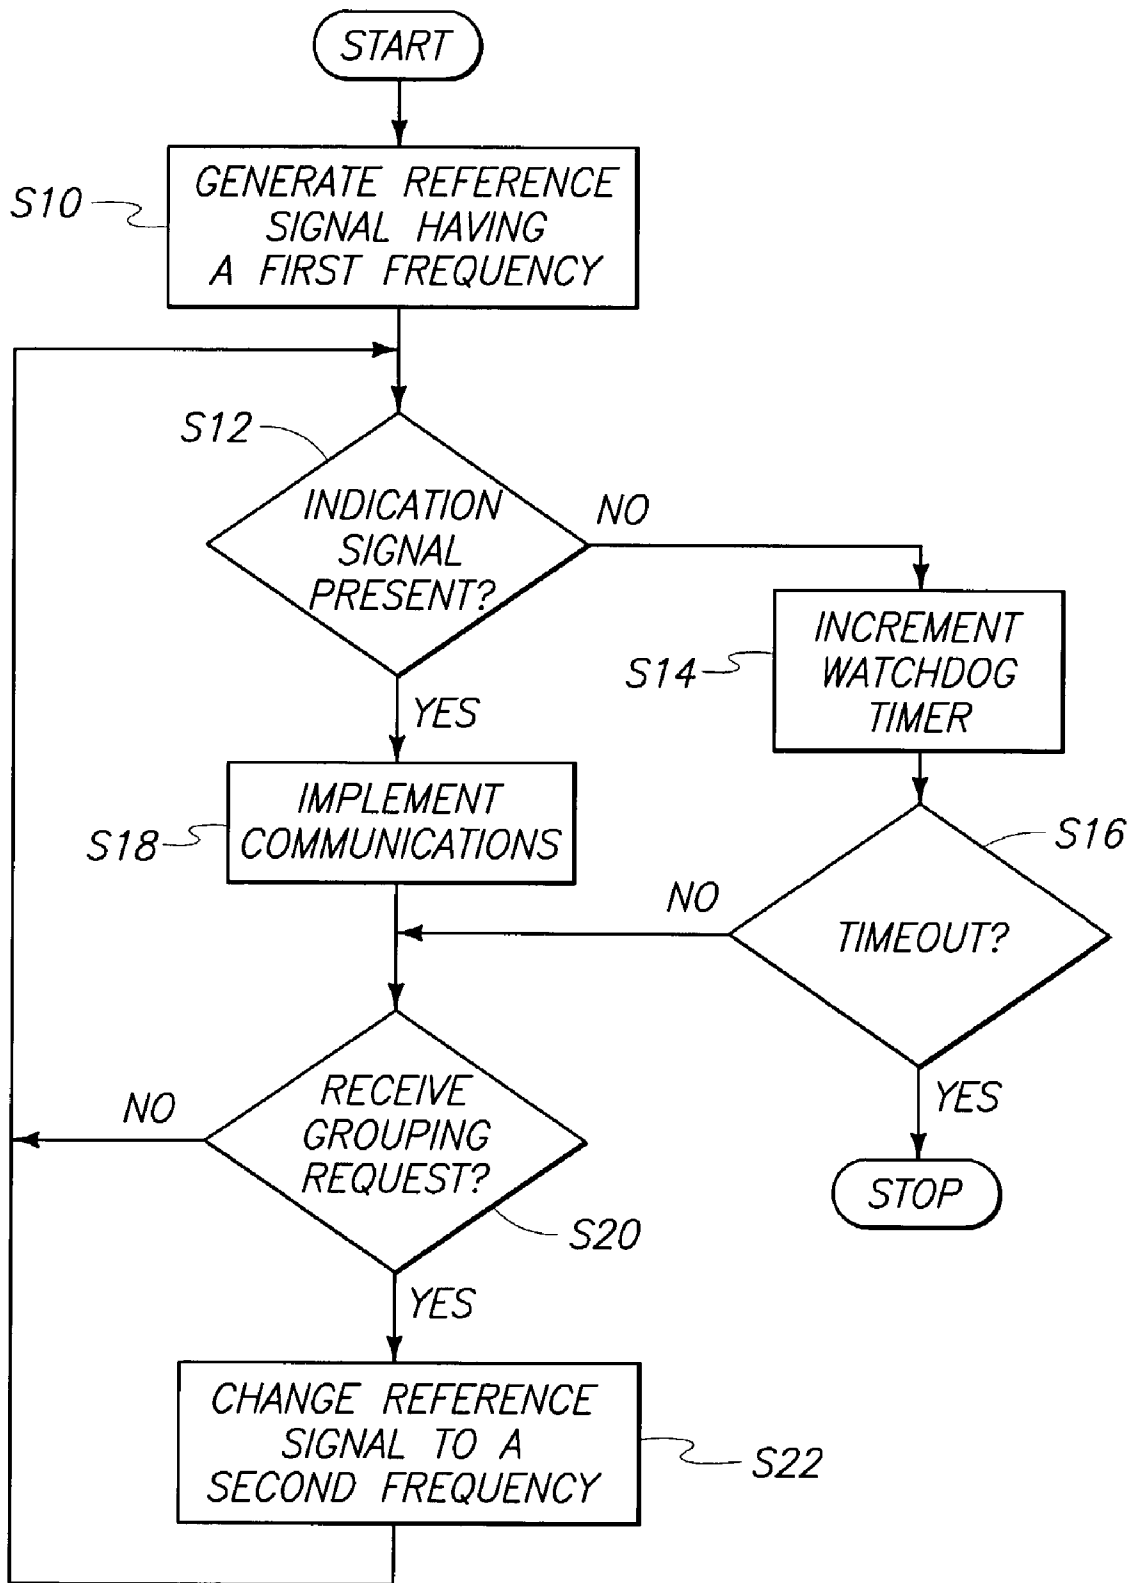 START
S10
GENERATE REFERENCE
SIGNAL HAVING
A FIRST FREQUENCY
S12
INDICATION
SIGNAL
PRESENT?
NO
S14
INCREMENT
WATCHDOG
TIMER
YES
S18
IMPLEMENT
COMMUNICATIONS
S16
NO
TIMEOUT?
YES
STOP
NO
RECEIVE
GROUPING
REQUEST?
S20
YES
CHANGE REFERENCE
SIGNAL TO A
SECOND FREQUENCY
S22